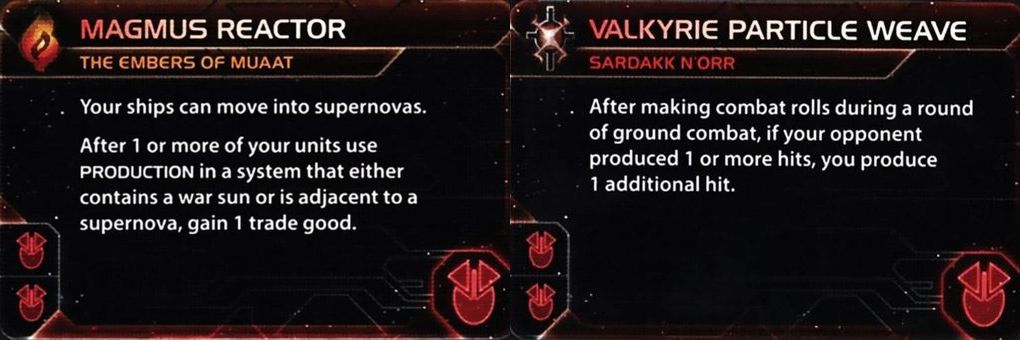 MAGMUS REACTOR
THE EMBERS OF MUAAT
Your ships can move into supernovas.
After 1 or more of your units use
PRODUCTION in a system that either
contains a war sun or is adjacent to a
supernova, gain 1 trade good.
VALKYRIE PARTICLE WEAVE
SARDAKK N'ORR
After making combat rolls during a round
of ground combat, if your opponent
produced 1 or more hits, you produce
1 additional hit.